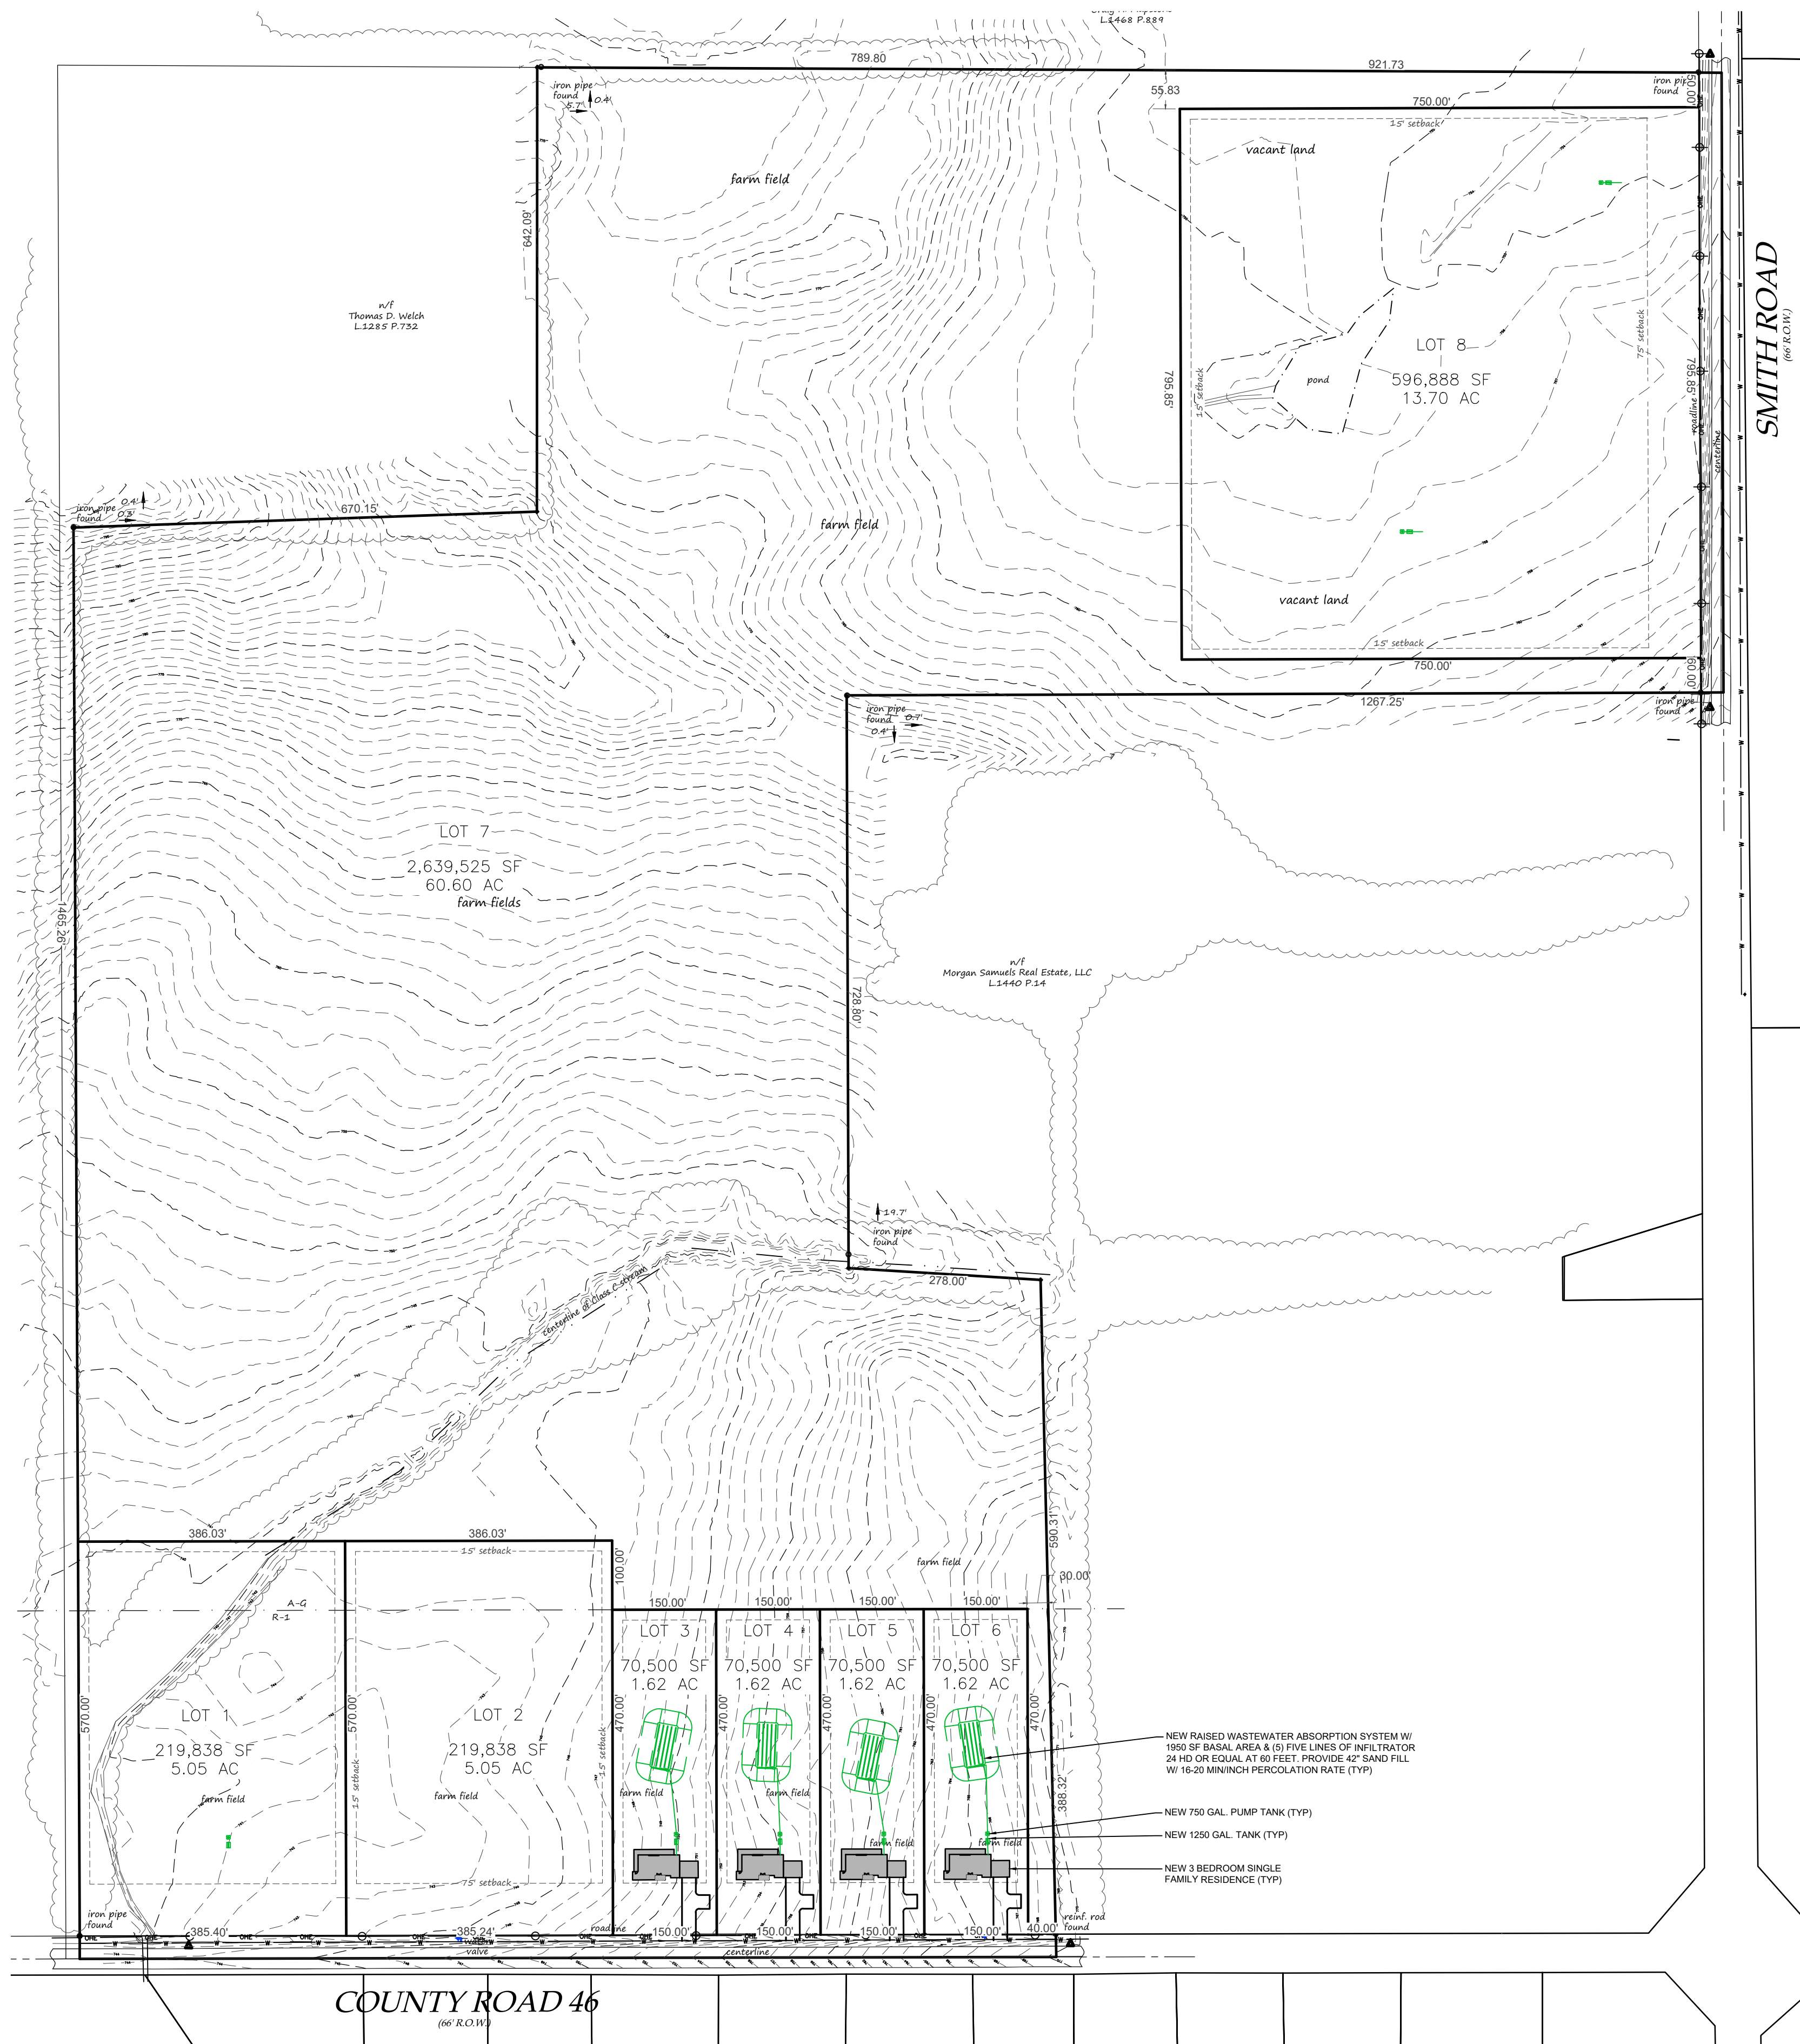 L.1468 P.889
789.80
921.73
iron pipe
found
5.7'
0.4'
55.83
750.00'
50.00'
15' setback
vacant land
farm field
642.09'
SMITH ROAD
(66' R.O.W.)
n/f
Thomas D. Welch
L.1285 P.732
LOT 8
596,888 SF
13.70 AC
pond
75' setback
15' setback
795.85'
795.85'
roadline
centerline
OHE
iron pipe
found
0.4'
0.3'
670.15'
farm field
vacant land
15' setback
750.00'
60.00'
1267.25'
iron pipe
found
iron pipe
found
0.7'
0.4'
LOT 7
2,639,525 SF
60.60 AC
farm fields
1465.26'
n/f
Morgan Samuels Real Estate, LLC
L.1440 P.14
728.80'
19.7'
iron pipe
found
278.00'
centerline of Class C stream
590.31'
386.03'
386.03'
15' setback
100.00'
farm field
30.00'
A-G
R-1
150.00'
150.00'
150.00'
150.00'
LOT 3
LOT 4
LOT 5
LOT 6
70,500 SF
1.62 AC
70,500 SF
1.62 AC
70,500 SF
1.62 AC
70,500 SF
1.62 AC
570.00'
570.00'
470.00'
470.00'
470.00'
470.00'
470.00'
LOT 1
219,838 SF
5.05 AC
farm field
LOT 2
219,838 SF
5.05 AC
farm field
15' setback
15' setback
farm field
farm field
farm field
farm field
388.32'
NEW RAISED WASTEWATER ABSORPTION SYSTEM W/
1950 SF BASAL AREA & (5) FIVE LINES OF INFILTRATOR
24 HD OR EQUAL AT 60 FEET. PROVIDE 42" SAND FILL
W/ 16-20 MIN/INCH PERCOLATION RATE (TYP)
NEW 750 GAL. PUMP TANK (TYP)
NEW 1250 GAL. TANK (TYP)
NEW 3 BEDROOM SINGLE
FAMILY RESIDENCE (TYP)
75' setback
iron pipe
found
385.40'
385.24'
roadline
150.00'
150.00'
150.00'
150.00'
40.00'
reinf. rod
found
valve
centerline
COUNTY ROAD 46
(66' R.O.W.)